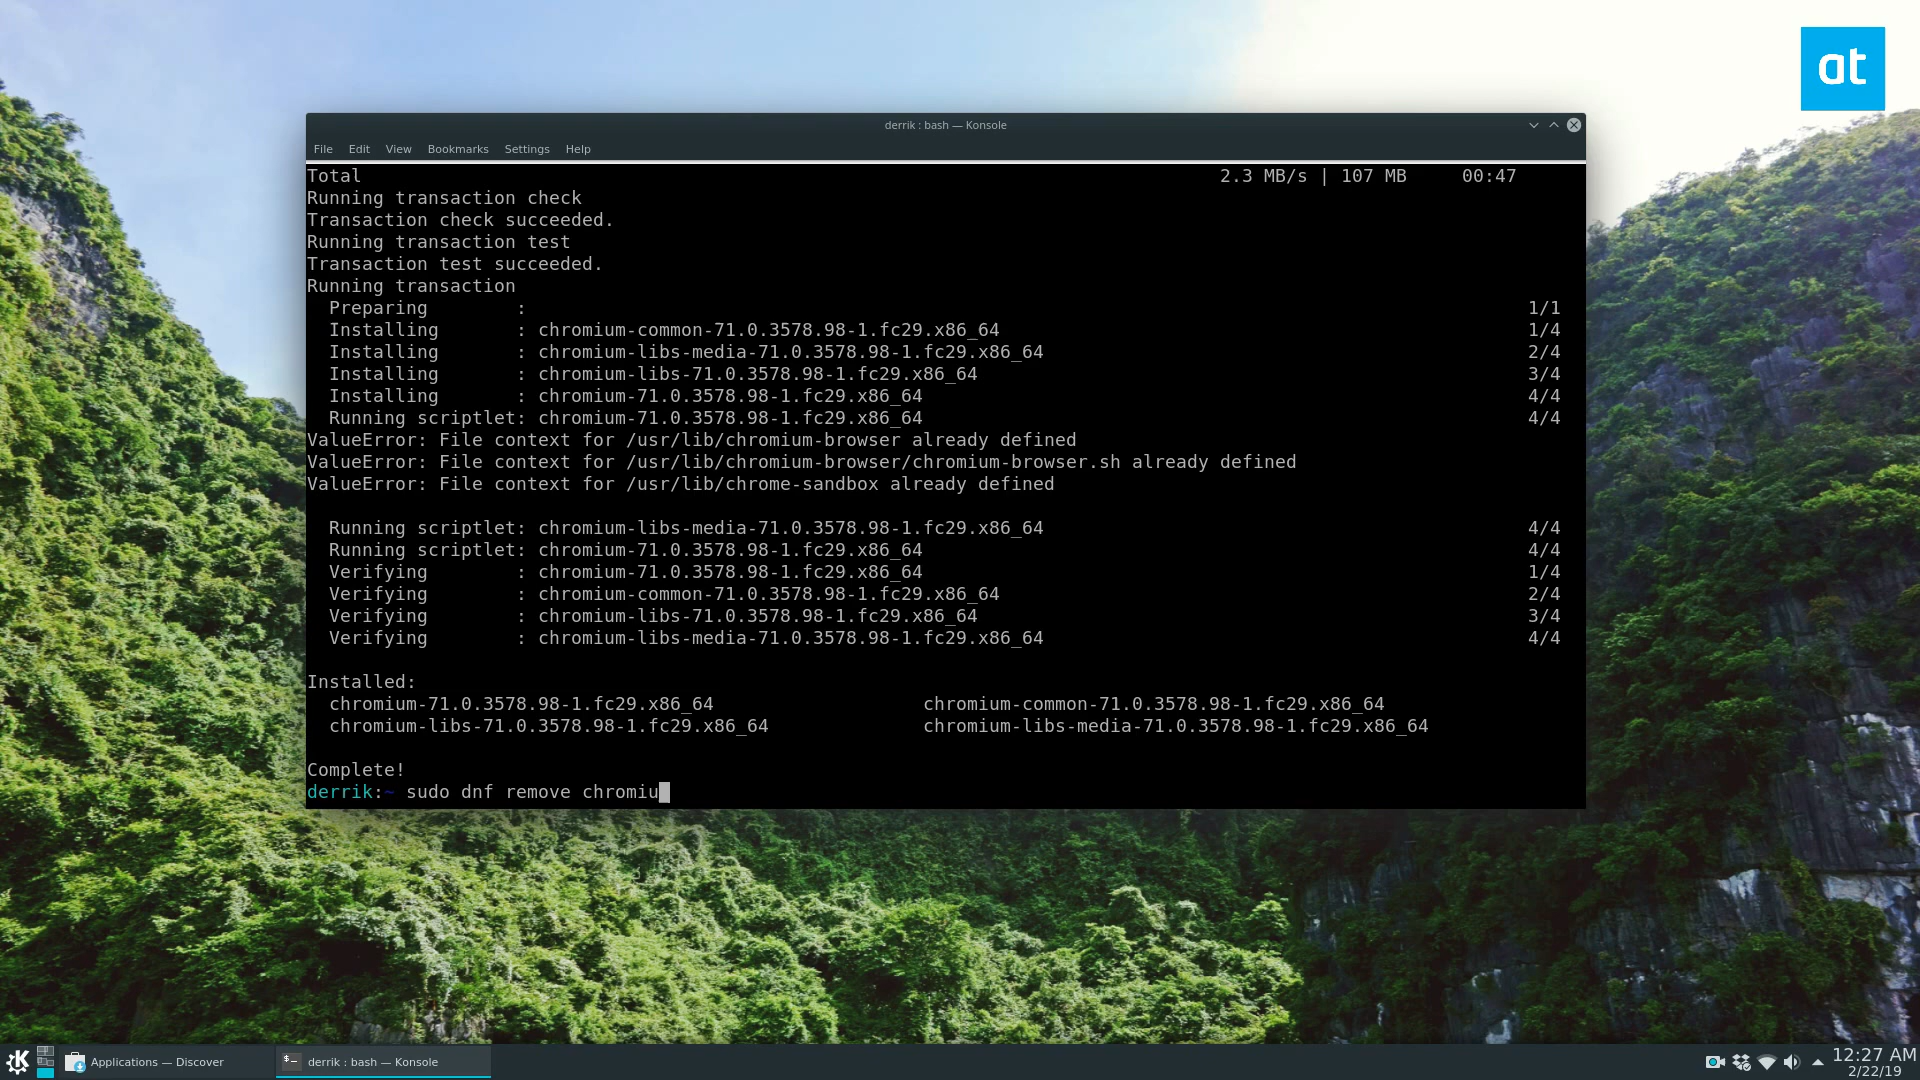 at
derrik : bash — Konsole
File Edit View Bookmarks Settings Help
Total 2.3 MB/s | 107 MB 00:47
Running transaction check
Transaction check succeeded.
Running transaction test
Transaction test succeeded.
Running transaction
Preparing : 1/1
Installing : chromium-common-71.0.3578.98-1.fc29.x86_64 1/4
Installing : chromium-libs-media-71.0.3578.98-1.fc29.x86_64 2/4
Installing : chromium-libs-71.0.3578.98-1.fc29.x86_64 3/4
Installing : chromium-71.0.3578.98-1.fc29.x86_64 4/4
Running scriptlet: chromium-71.0.3578.98-1.fc29.x86_64 4/4
ValueError: File context for /usr/lib/chromium-browser already defined
ValueError: File context for /usr/lib/chromium-browser/chromium-browser.sh already defined
ValueError: File context for /usr/lib/chrome-sandbox already defined
Running scriptlet: chromium-libs-media-71.0.3578.98-1.fc29.x86_64 4/4
Running scriptlet: chromium-71.0.3578.98-1.fc29.x86_64 4/4
Verifying : chromium-71.0.3578.98-1.fc29.x86_64 1/4
Verifying : chromium-common-71.0.3578.98-1.fc29.x86_64 2/4
Verifying : chromium-libs-71.0.3578.98-1.fc29.x86_64 3/4
Verifying : chromium-libs-media-71.0.3578.98-1.fc29.x86_64 4/4
Installed:
chromium-71.0.3578.98-1.fc29.x86_64 chromium-common-71.0.3578.98-1.fc29.x86_64
chromium-libs-71.0.3578.98-1.fc29.x86_64 chromium-libs-media-71.0.3578.98-1.fc29.x86_64
Complete!
derrik:~ sudo dnf remove chromiu
Applications — Discover
derrik : bash — Konsole
12:27 AM
2/22/19